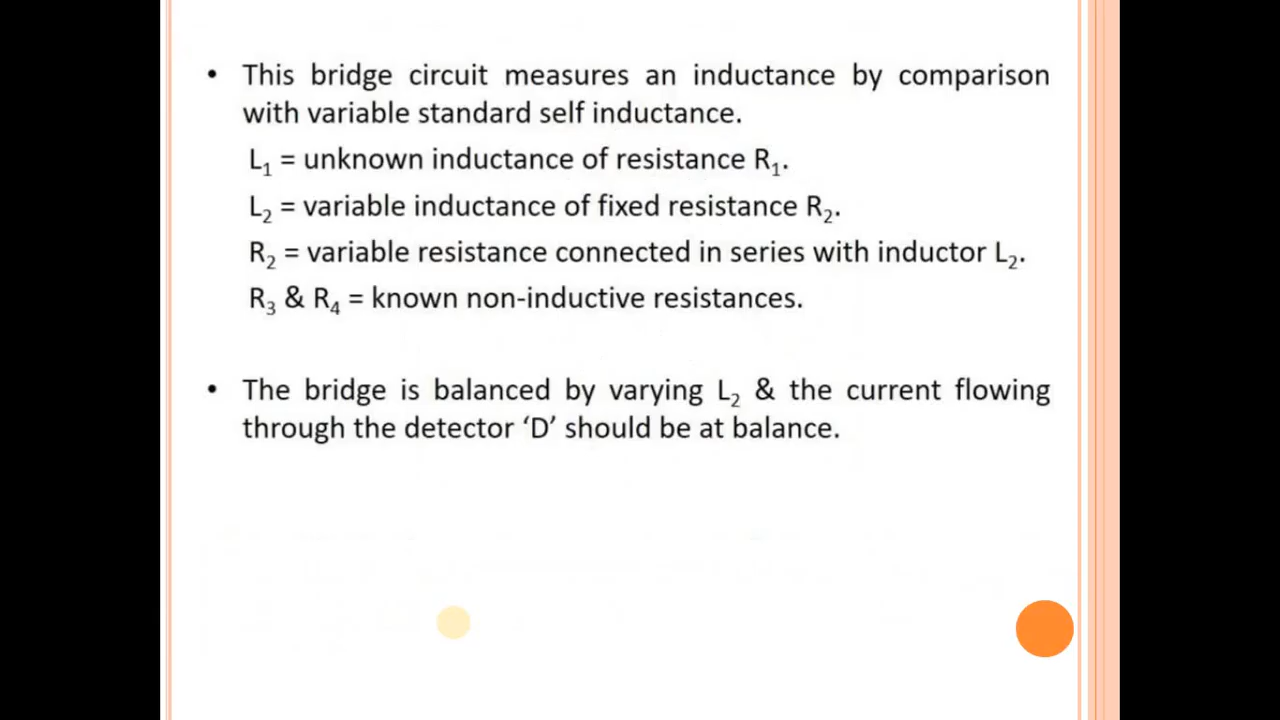 • This bridge circuit measures an inductance by comparison
with variable standard self inductance.
L₁ = unknown inductance of resistance R₁.
L₂ = variable inductance of fixed resistance R₂.
R₂ = variable resistance connected in series with inductor L₂.
R₃ & R₄ = known non-inductive resistances.
• The bridge is balanced by varying L₂ & the current flowing
through the detector ‘D’ should be at balance.